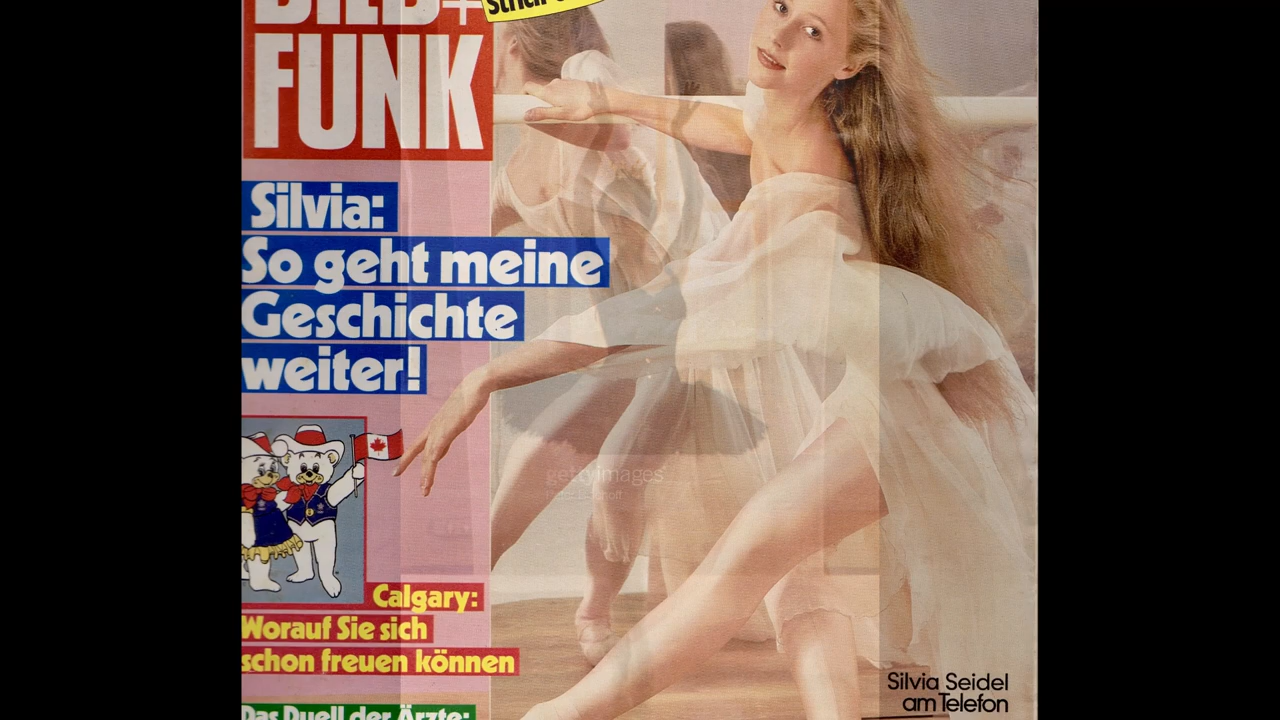 BILD+
FUNK
Silvia:
So geht meine
Geschichte
weiter!
gettyimages
Calgary:
Worauf Sie sich
schon freuen können
Silvia Seidel
am Telefon
Das Duell der Ärzte: